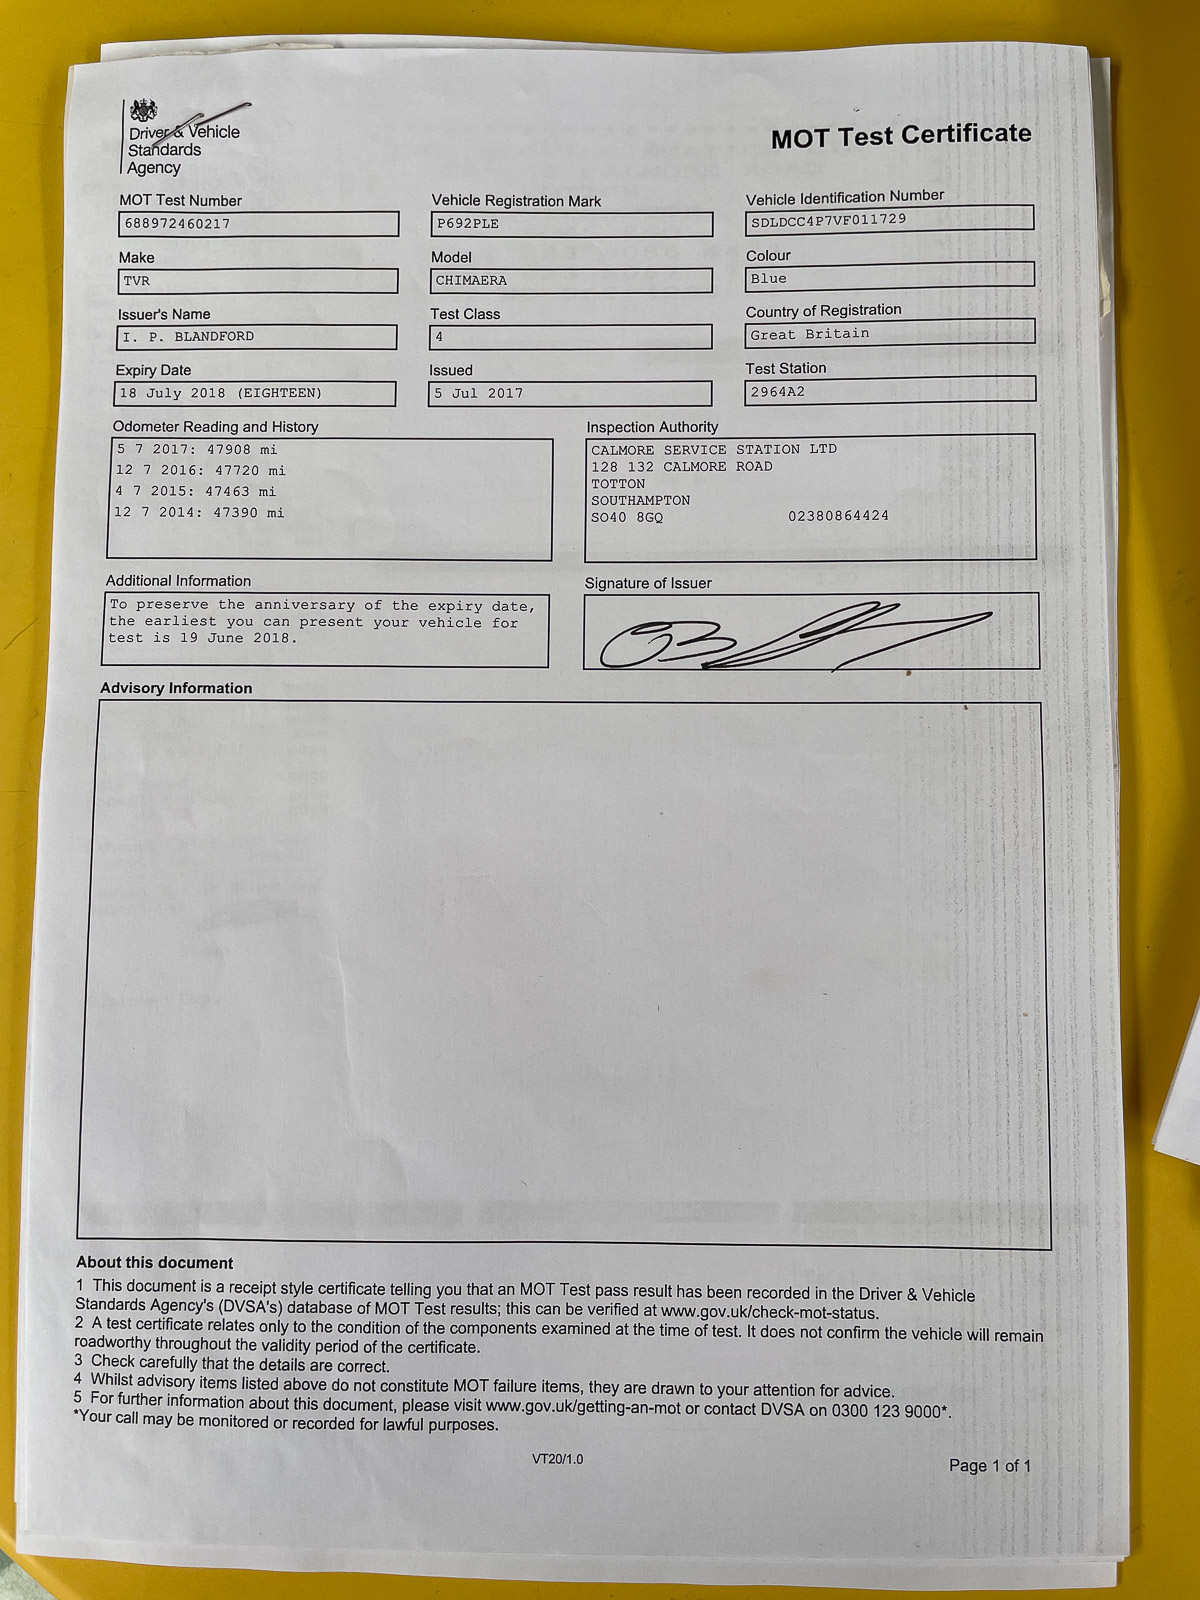 Driver & Vehicle
Standards
Agency
MOT Test Certificate
MOT Test Number
Vehicle Registration Mark
Vehicle Identification Number
688972460217
P692PLE
SDLDCC4P7VF011729
Make
Model
Colour
TVR
CHIMAERA
Blue
Issuer's Name
Test Class
Country of Registration
I. P. BLANDFORD
4
Great Britain
Expiry Date
Issued
Test Station
18 July 2018 (EIGHTEEN)
5 Jul 2017
2964A2
Odometer Reading and History
5 7 2017: 47908 mi
12 7 2016: 47720 mi
4 7 2015: 47463 mi
12 7 2014: 47390 mi
Inspection Authority
CALMORE SERVICE STATION LTD
128 132 CALMORE ROAD
TOTTON
SOUTHAMPTON
SO40 8GQ 02380864424
Additional Information
To preserve the anniversary of the expiry date,
the earliest you can present your vehicle for
test is 19 June 2018.
Signature of Issuer
Advisory Information
About this document
1 This document is a receipt style certificate telling you that an MOT Test pass result has been recorded in the Driver & Vehicle
Standards Agency's (DVSA's) database of MOT Test results; this can be verified at www.gov.uk/check-mot-status.
2 A test certificate relates only to the condition of the components examined at the time of test. It does not confirm the vehicle will remain
roadworthy throughout the validity period of the certificate.
3 Check carefully that the details are correct.
4 Whilst advisory items listed above do not constitute MOT failure items, they are drawn to your attention for advice.
5 For further information about this document, please visit www.gov.uk/getting-an-mot or contact DVSA on 0300 123 9000*.
*Your call may be monitored or recorded for lawful purposes.
VT20/1.0
Page 1 of 1